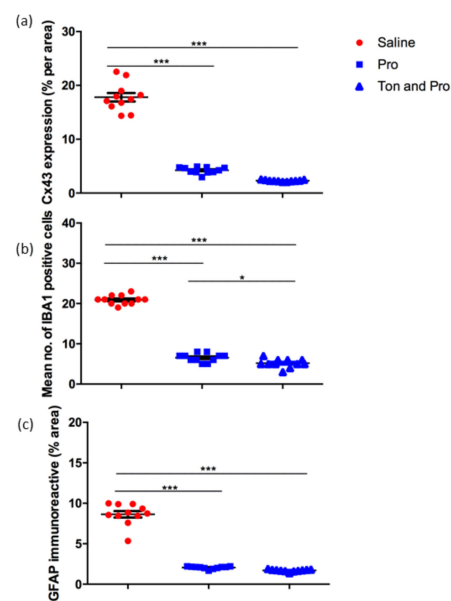 (a)
Cx43 expression (% per area)
30
20
10
0
***
***
Saline
Pro
Ton and Pro
(b)
Mean no. of IBA1 positive cells
40
30
20
10
0
***
***
*
(c)
GFAP immunoreactive (% area)
20
15
10
5
0
***
***